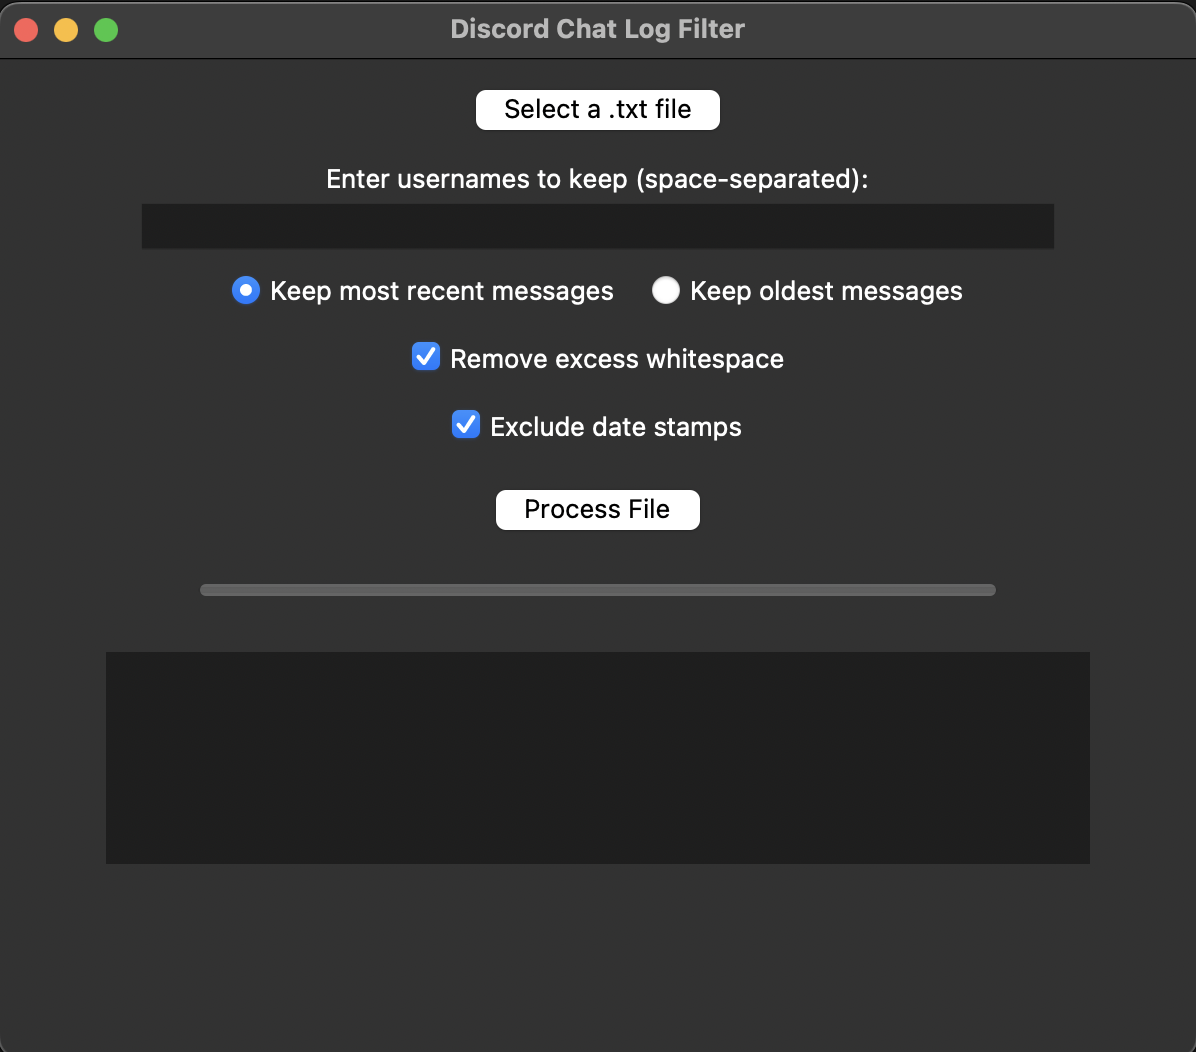 Discord Chat Log Filter
Select a .txt file
Enter usernames to keep (space-separated):
Keep most recent messages Keep oldest messages
Remove excess whitespace
Exclude date stamps
Process File